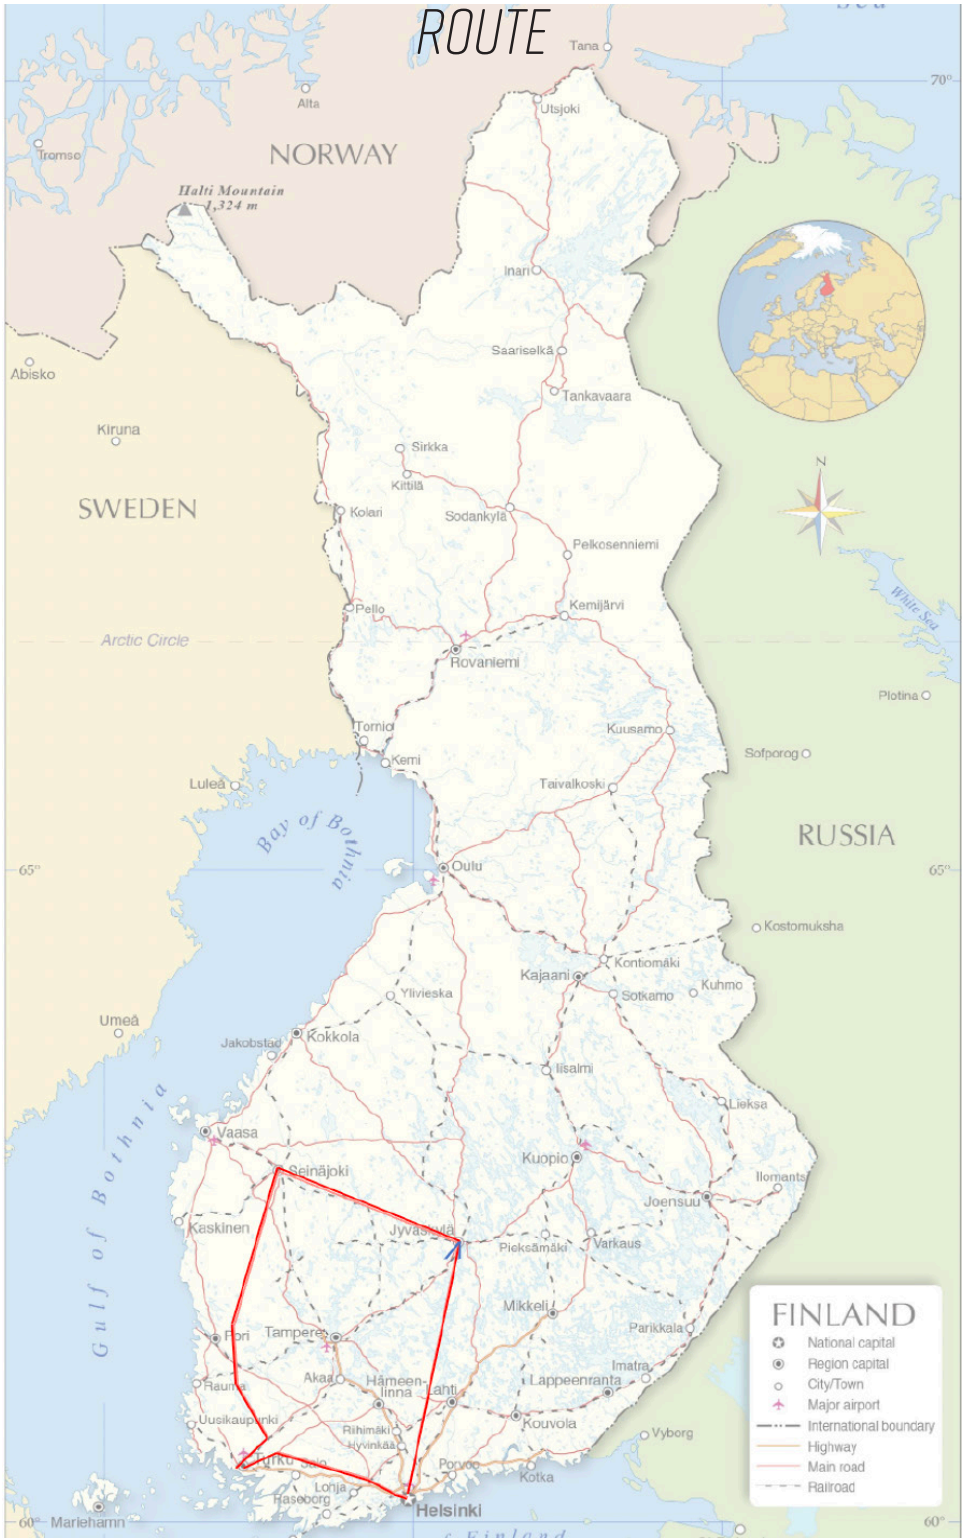 ROUTE
Sea
Tana
70°
Alta
Utsjoki
Tromsø
NORWAY
Halti Mountain
1,324 m
Inari
Saariselkä
Abisko
Tankavaara
Kiruna
Sirkka
Kittilä
N
SWEDEN
Kolari
Sodankylä
Pelkosenniemi
White Sea
Pello
Kemijärvi
Arctic Circle
Rovaniemi
Plotina
Tornio
Kuusamo
Kemi
Sofporog
Luleå
Taivalkoski
Bay of Bothnia
RUSSIA
65°
Oulu
65°
Kostomuksha
Kajaani
Kontiomäki
Ylivieska
Sotkamo
Kuhmo
Umeå
Jakobstad
Kokkola
Iisalmi
Gulf of Bothnia
Lieksa
Vaasa
Kuopio
Seinäjoki
Ilomants
Joensuu
Kaskinen
Jyväskylä
Pieksämäki
Varkaus
Mikkeli
FINLAND
Pori
Tampere
Parikkala
National capital
Region capital
Rauma
Akaa
Hämeen-
linna
Lahti
Lappeenranta
Imatra
City/Town
Major airport
Uusikaupunki
Kouvola
International boundary
Riihimäki
Hyvinkää
Vyborg
Highway
Turku
Salo
Porvoo
Kotka
Main road
Lohja
Raseborg
Railroad
Helsinki
60°
Mariehamn
60°
f Finland